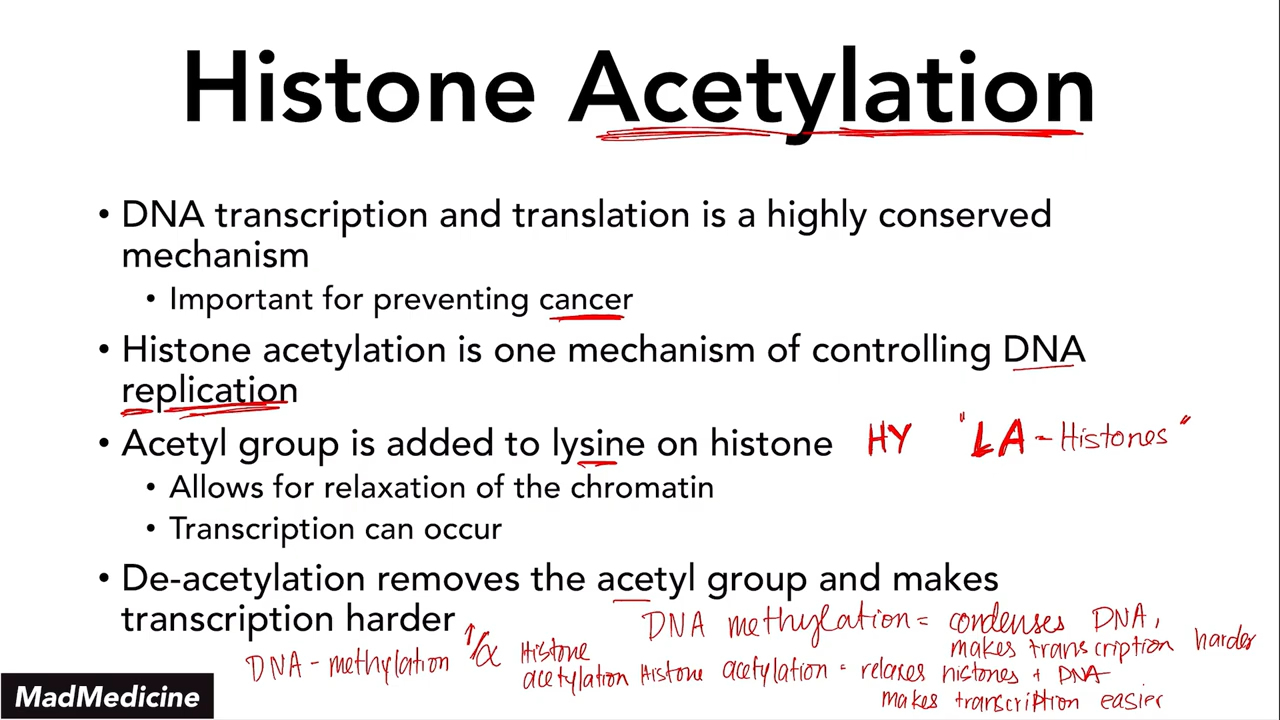 Histone Acetylation
• DNA transcription and translation is a highly conserved
mechanism
• Important for preventing cancer
• Histone acetylation is one mechanism of controlling DNA
replication
• Acetyl group is added to lysine on histone HY "LA - Histones"
• Allows for relaxation of the chromatin
• Transcription can occur
• De-acetylation removes the acetyl group and makes
transcription harder
DNA methylation = condenses DNA,
makes transcription harder
DNA - methylation Histone
acetylation
Histone acetylation = relaxes histones + DNA
makes transcription easier
MadMedicine